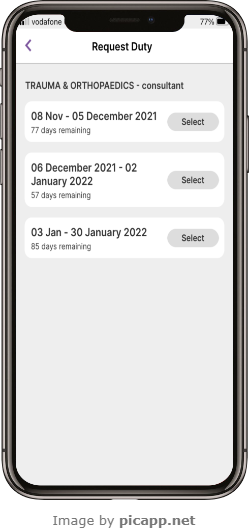 vodafone 77%
Request Duty
TRAUMA & ORTHOPAEDICS - consultant
08 Nov - 05 December 2021
77 days remaining
Select
06 December 2021 - 02
January 2022
57 days remaining
Select
03 Jan - 30 January 2022
85 days remaining
Select
Image by picapp.net